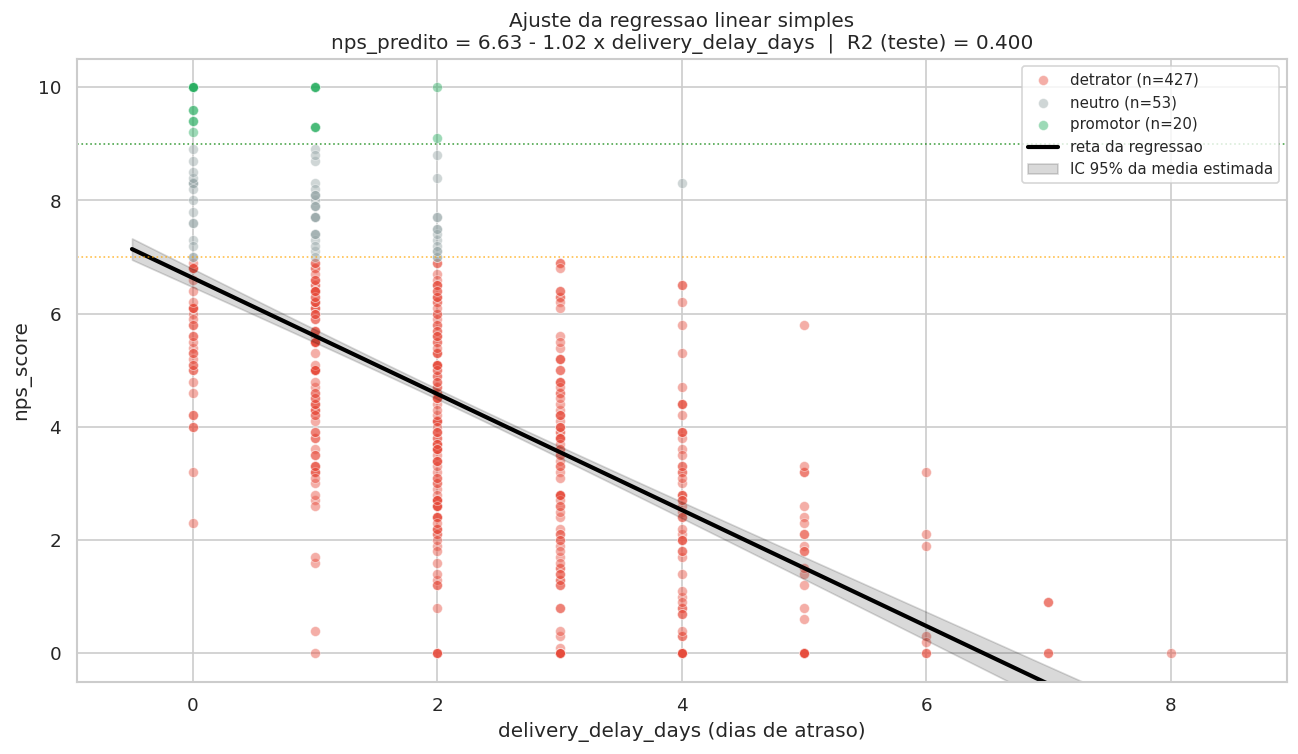 Ajuste da regressao linear simples
nps_predito = 6.63 - 1.02 x delivery_delay_days | R2 (teste) = 0.400
detrator (n=427)
neutro (n=53)
promotor (n=20)
reta da regressao
IC 95% da media estimada
nps_score
10
8
6
4
2
0
0 2 4 6 8
delivery_delay_days (dias de atraso)